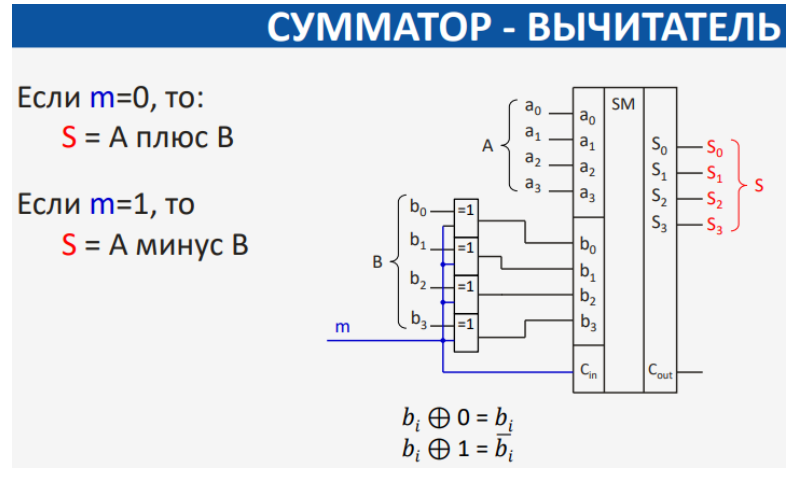 СУММАТОР - ВЫЧИТАТЕЛЬ
Если m=0, то:
S = A плюс B
Если m=1, то
S = A минус B
A
a₀
a₁
a₂
a₃
B
b₀
b₁
b₂
b₃
=1
=1
=1
=1
m
a₀
a₁
a₂
a₃
b₀
b₁
b₂
b₃
Cᵢₙ
SM
S₀
S₁
S₂
S₃
Cₒᵤₜ
S₀
S₁
S₂
S₃
S
bᵢ ⊕ 0 = bᵢ
bᵢ ⊕ 1 = b̅ᵢ